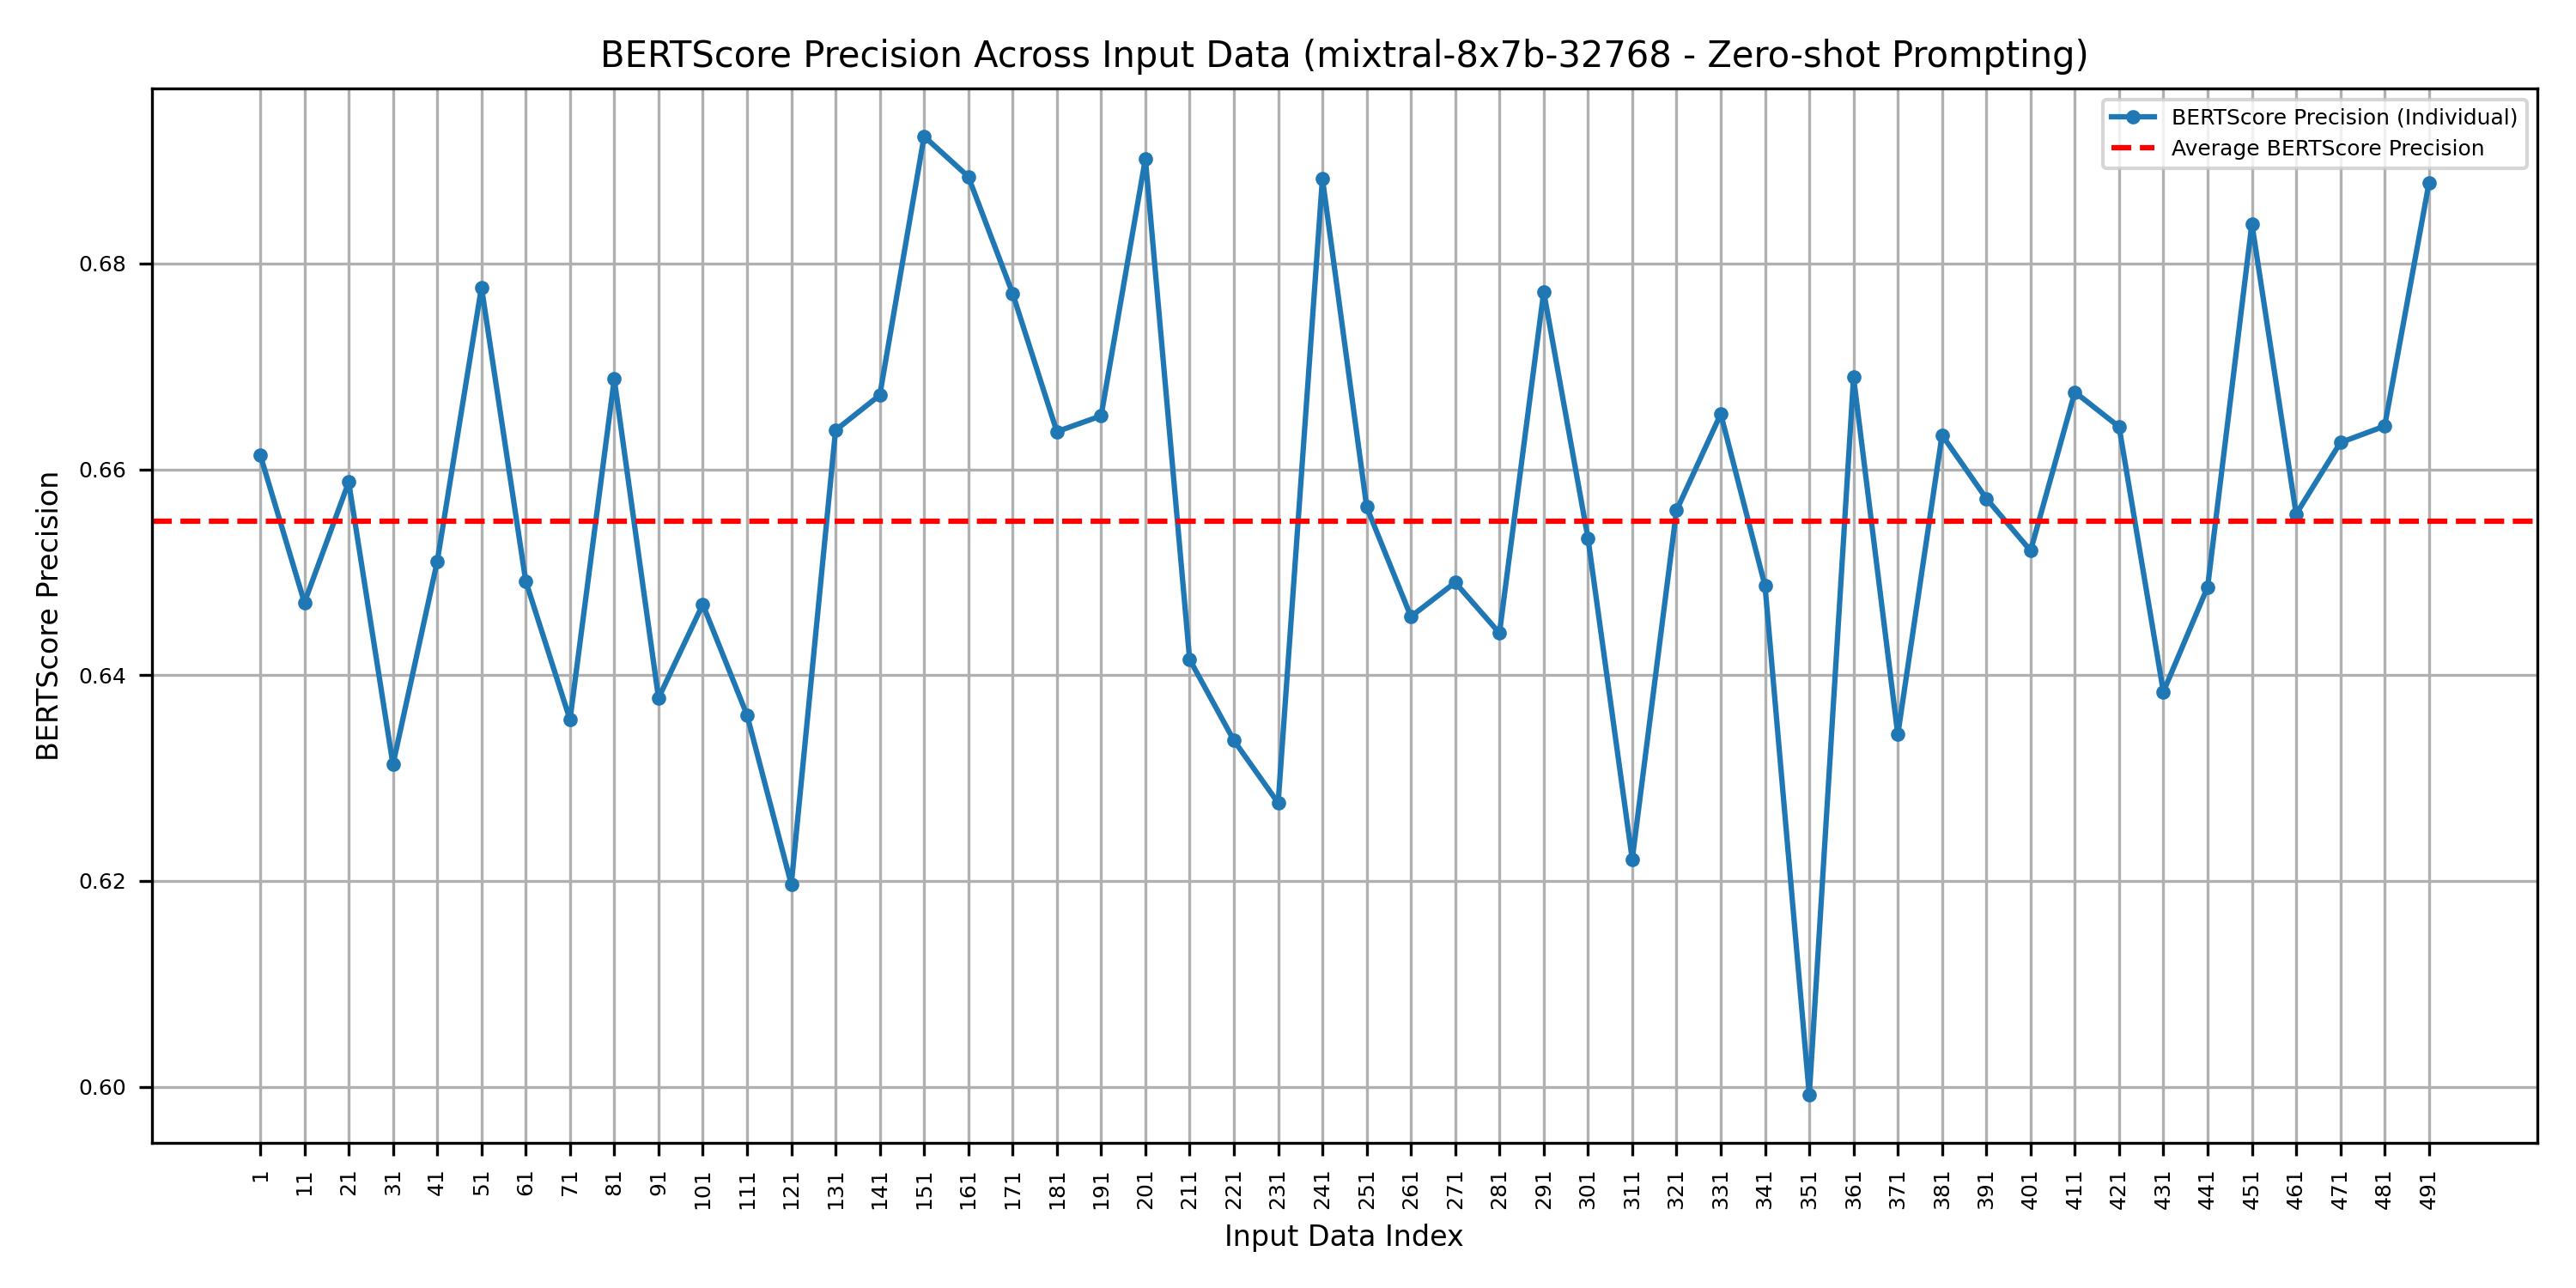 BERTScore Precision Across Input Data (mixtral-8x7b-32768 - Zero-shot Prompting)
BERTScore Precision (Individual)
Average BERTScore Precision
BERTScore Precision
0.68
0.66
0.64
0.62
0.60
1 11 21 31 41 51 61 71 81 91 101 111 121 131 141 151 161 171 181 191 201 211 221 231 241 251 261 271 281 291 301 311 321 331 341 351 361 371 381 391 401 411 421 431 441 451 461 471 481 491
Input Data Index